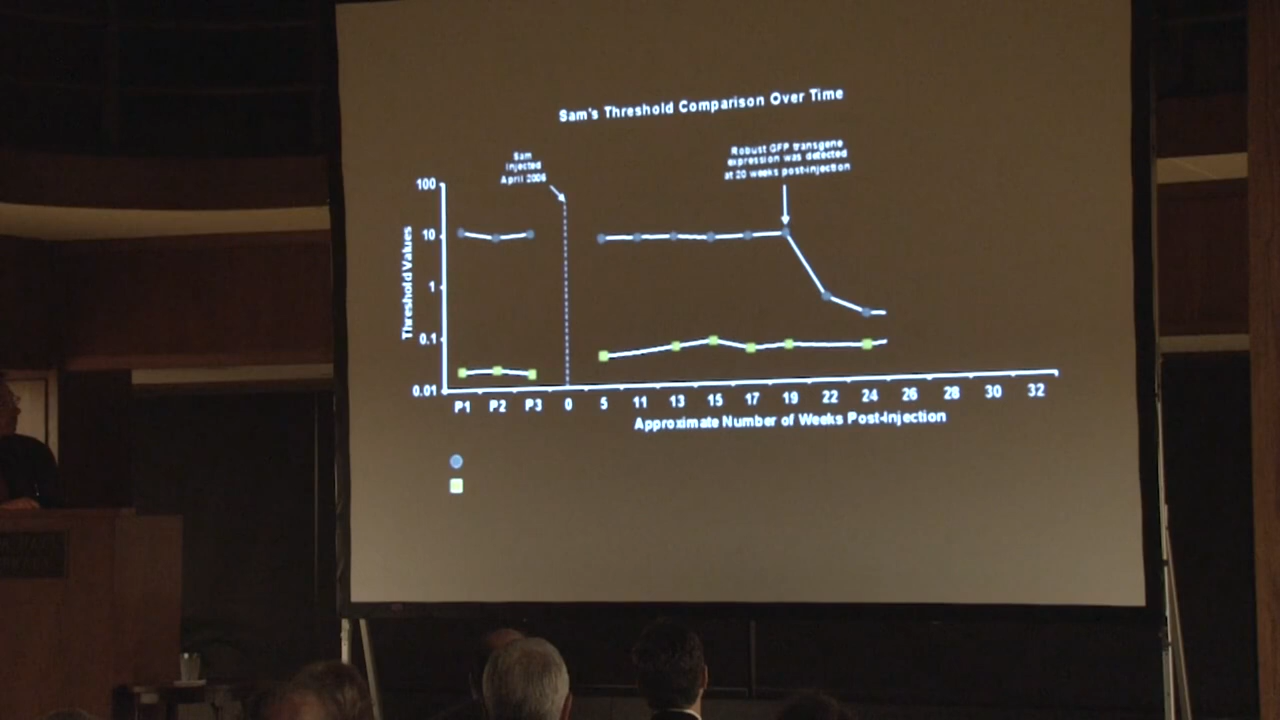 Sam's Threshold Comparison Over Time
Sam
Injected
April 2006
Robust GFP transgene
expression was detected
at 20 weeks post-injection
Threshold Values
100
10
1
0.1
0.01
P1 P2 P3 0 5 11 13 15 17 19 22 24 26 28 30 32
Approximate Number of Weeks Post-Injection